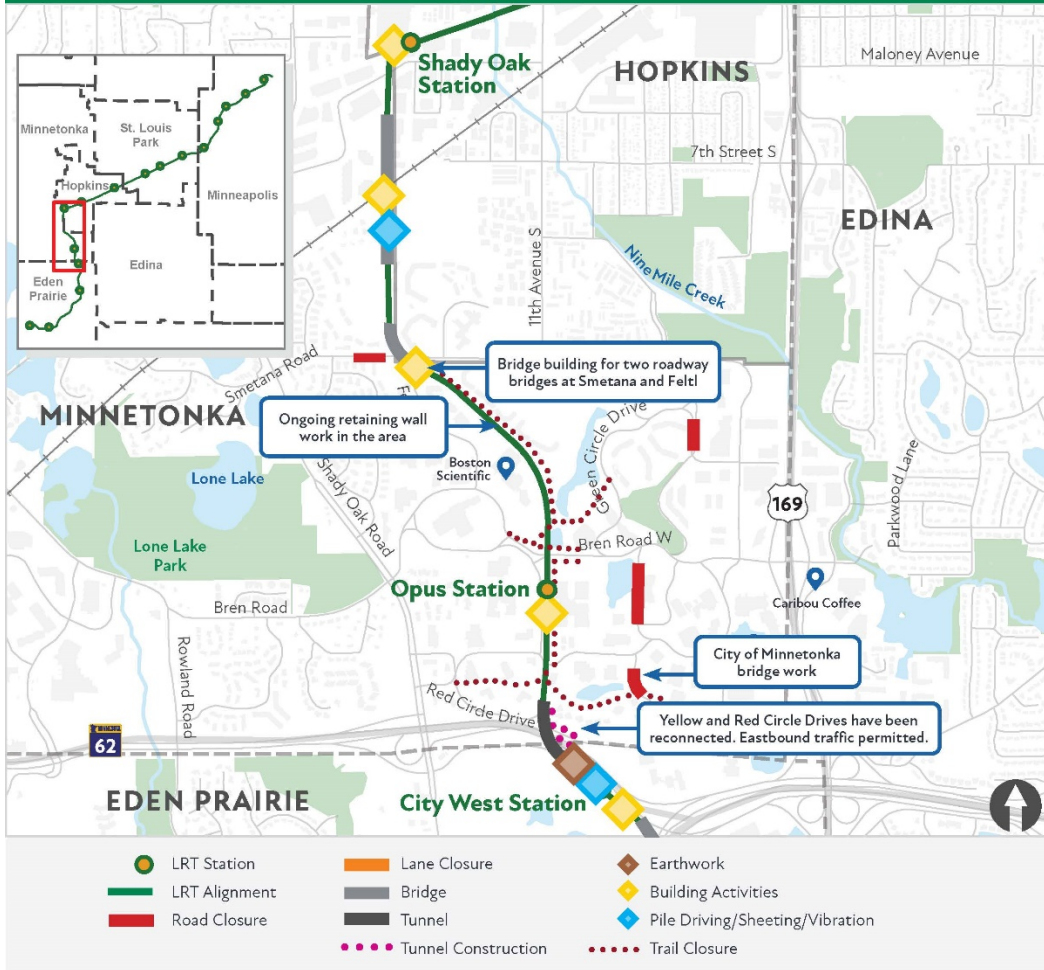 Shady Oak
Station
HOPKINS
Maloney Avenue
Minnetonka
St. Louis
Park
Hopkins
Minneapolis
Edina
Eden
Prairie
7th Street S
EDINA
11th Avenue S
Nine Mile Creek
Smetana Road
Bridge building for two roadway
bridges at Smetana and Feltl
MINNETONKA
Ongoing retaining wall
work in the area
Green Circle Drive
Boston
Scientific
Lone Lake
Shady Oak Road
169
Parkwood Lane
Bren Road W
Lone Lake
Park
Opus Station
Caribou Coffee
Bren Road
Rowland Road
City of Minnetonka
bridge work
Red Circle Drive
Yellow and Red Circle Drives have been
reconnected. Eastbound traffic permitted.
62
City West Station
EDEN PRAIRIE
LRT Station
LRT Alignment
Road Closure
Lane Closure
Bridge
Tunnel
Tunnel Construction
Earthwork
Building Activities
Pile Driving/Sheeting/Vibration
Trail Closure